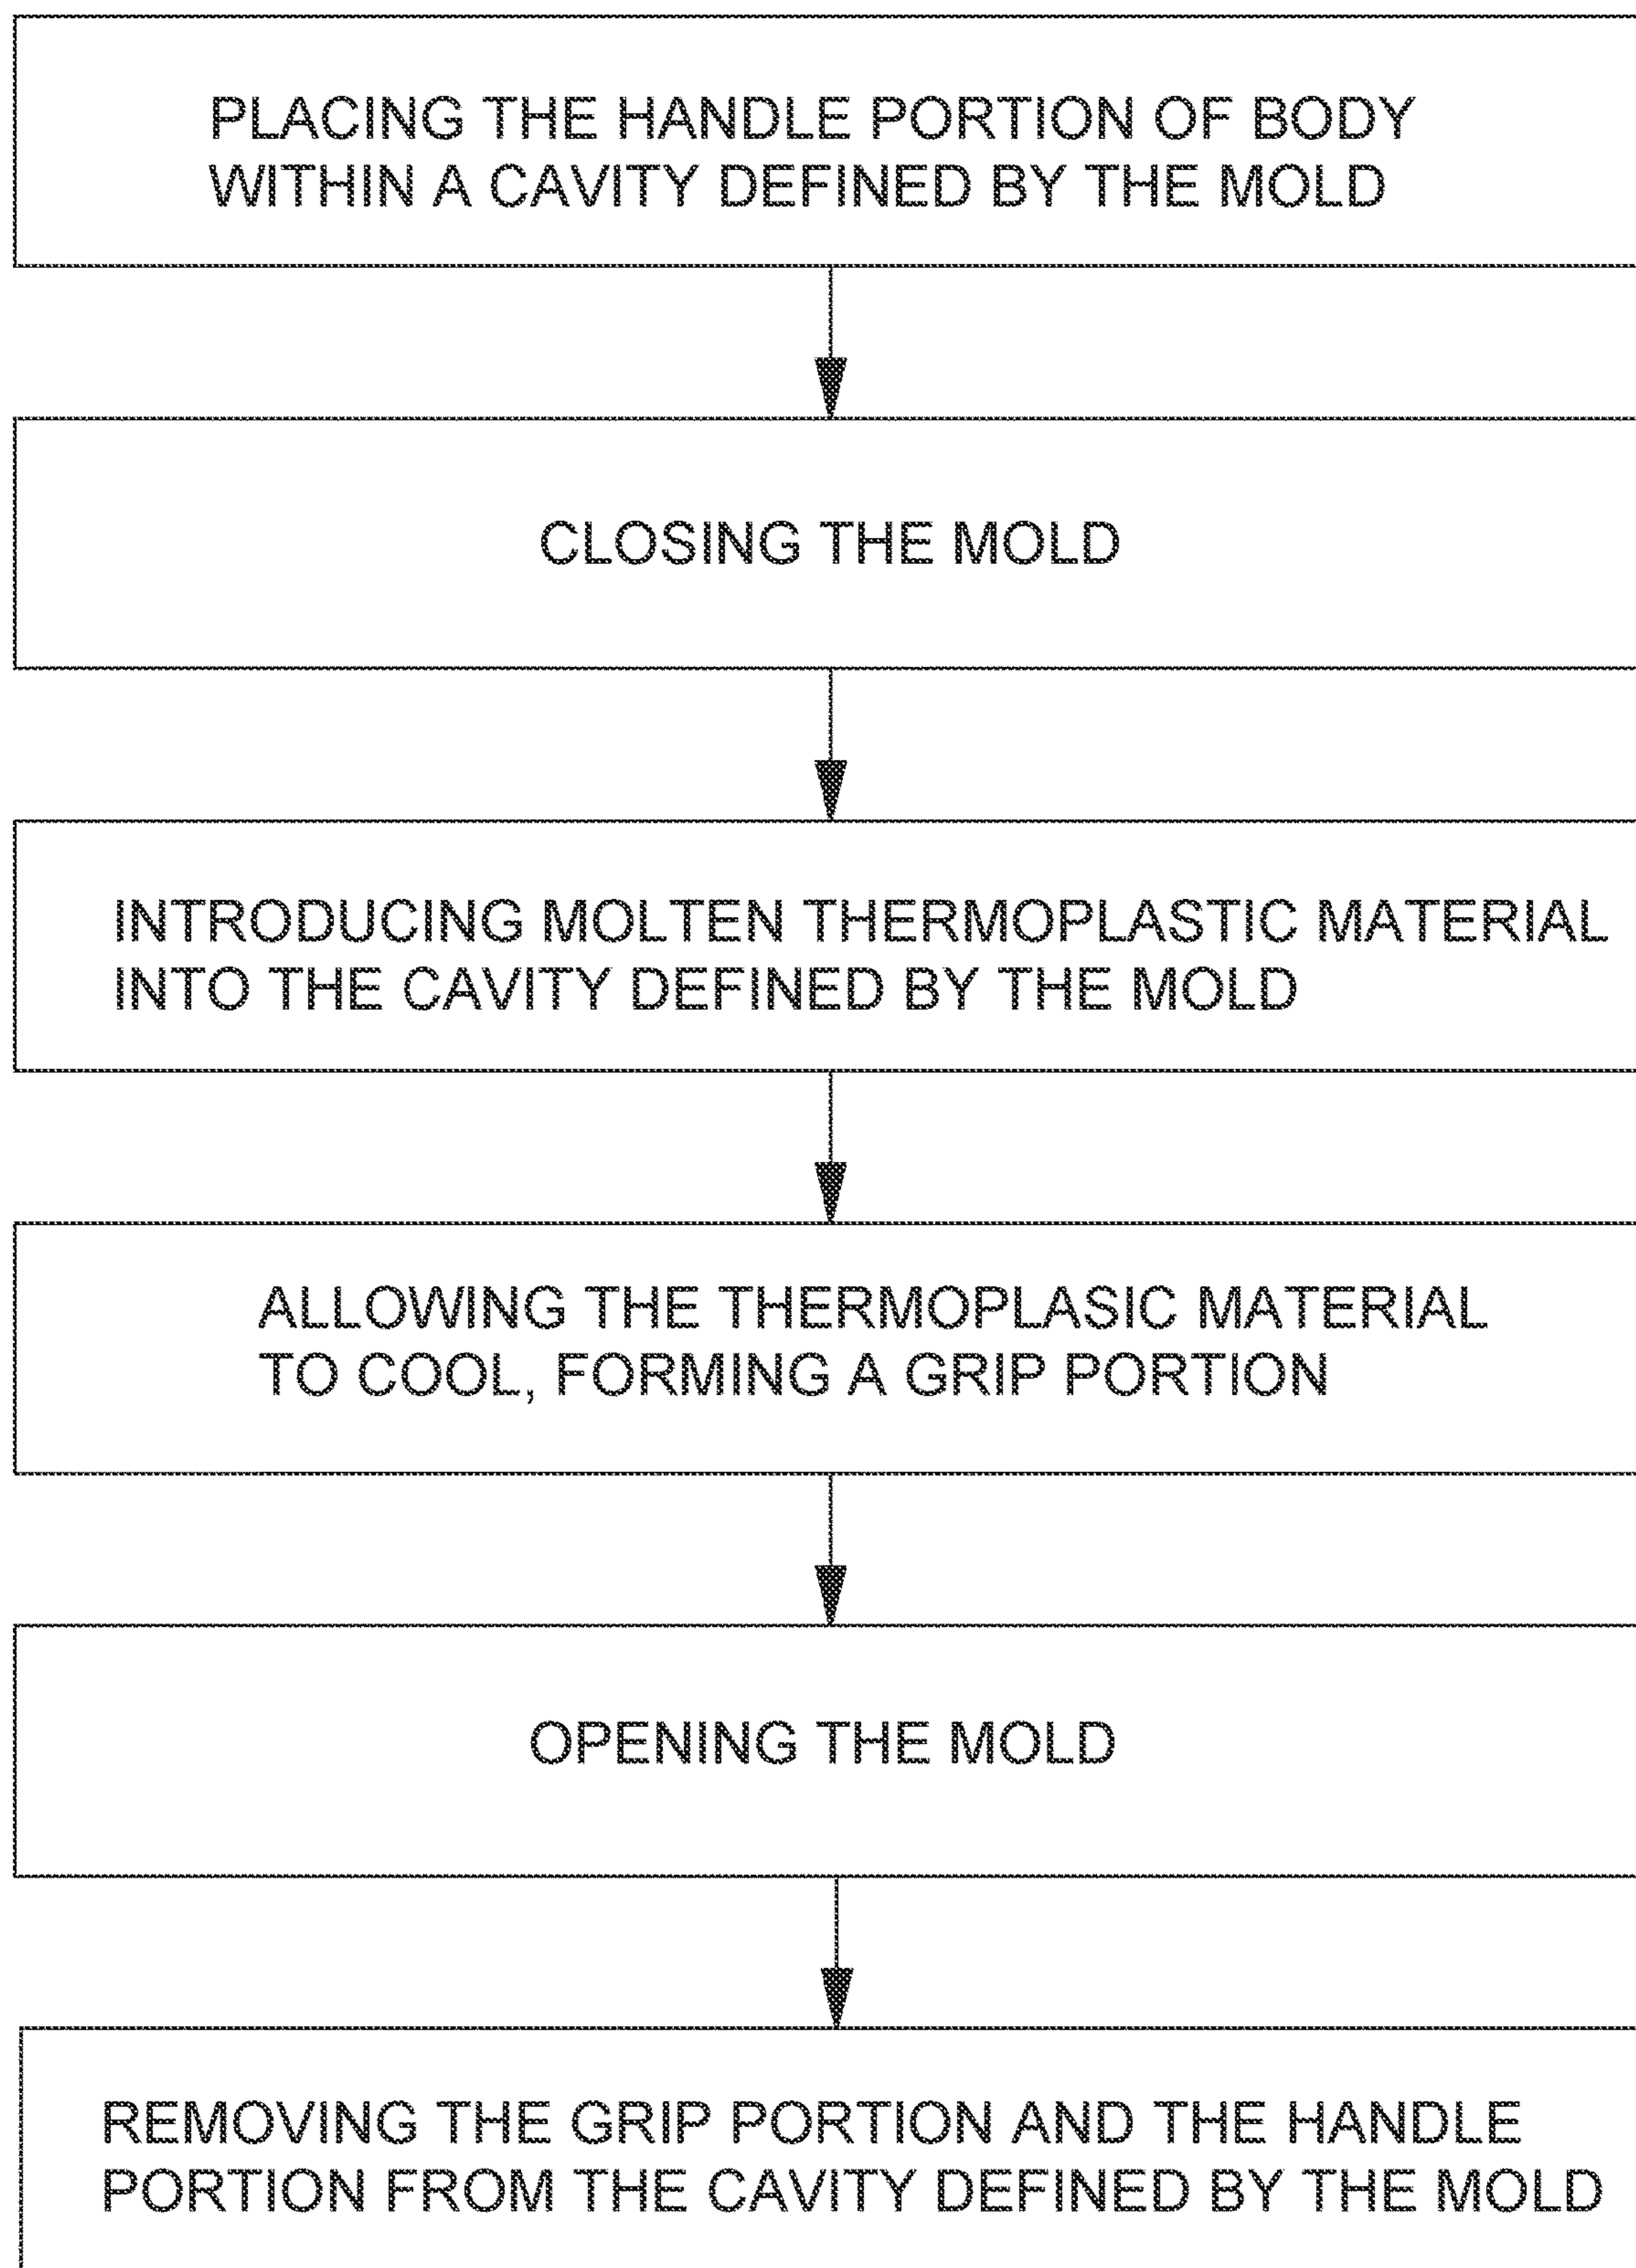 PLACING THE HANDLE PORTION OF BODY
WITHIN A CAVITY DEFINED BY THE MOLD
CLOSING THE MOLD
INTRODUCING MOLTEN THERMOPLASTIC MATERIAL
INTO THE CAVITY DEFINED BY THE MOLD
ALLOWING THE THERMOPLASIC MATERIAL
TO COOL, FORMING A GRIP PORTION
OPENING THE MOLD
REMOVING THE GRIP PORTION AND THE HANDLE
PORTION FROM THE CAVITY DEFINED BY THE MOLD